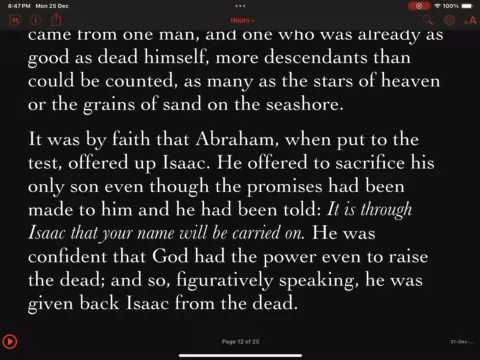 8:47 PM Mon 25 Dec
100%
Hours
AA
came from one man, and one who was already as
good as dead himself, more descendants than
could be counted, as many as the stars of heaven
or the grains of sand on the seashore.
It was by faith that Abraham, when put to the
test, offered up Isaac. He offered to sacrifice his
only son even though the promises had been
made to him and he had been told: It is through
Isaac that your name will be carried on. He was
confident that God had the power even to raise
the dead; and so, figuratively speaking, he was
given back Isaac from the dead.
Page 12 of 25
31-Dec-...